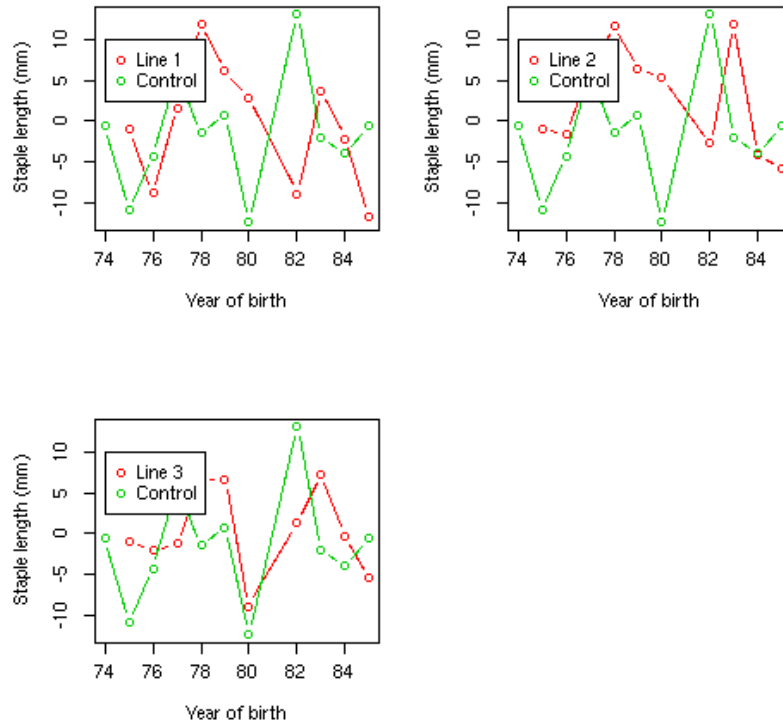 Staple length (mm)
10
5
0
-5
-10
Line 1
Control
74 76 78 80 82 84
Year of birth
Staple length (mm)
10
5
0
-5
-10
Line 2
Control
74 76 78 80 82 84
Year of birth
Staple length (mm)
10
5
0
-5
-10
Line 3
Control
74 76 78 80 82 84
Year of birth